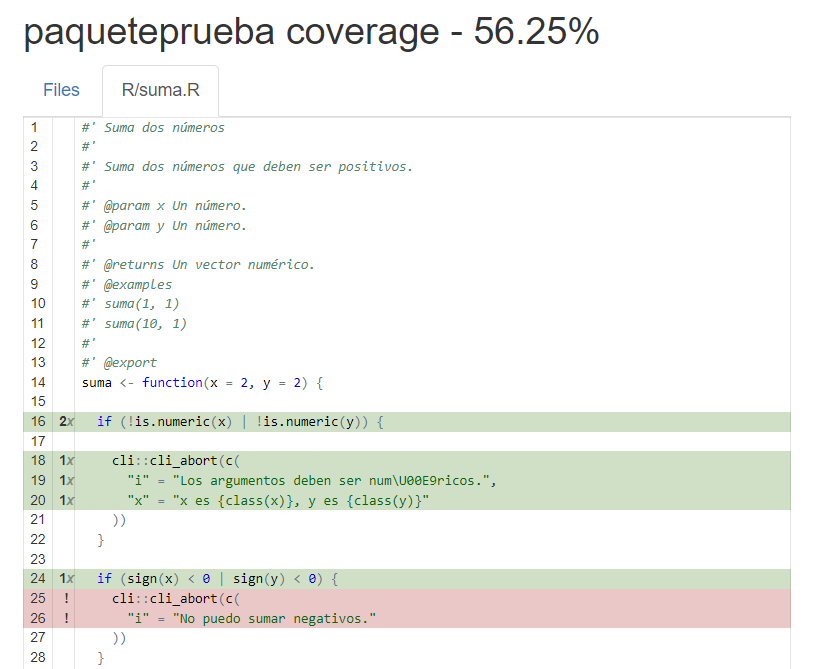 paqueteprueba coverage - 56.25%
Files R/suma.R
1 #' Suma dos números
2 #'
3 #' Suma dos números que deben ser positivos.
4 #'
5 #' @param x Un número.
6 #' @param y Un número.
7 #'
8 #' @returns Un vector numérico.
9 #' @examples
10 #' suma(1, 1)
11 #' suma(10, 1)
12 #'
13 #' @export
14 suma <- function(x = 2, y = 2) {
15
16 2x if (!is.numeric(x) | !is.numeric(y)) {
17
18 1x cli::cli_abort(c(
19 1x "i" = "Los argumentos deben ser num\U00E9ricos.",
20 1x "x" = "x es {class(x)}, y es {class(y)}"
21 ))
22 }
23
24 1x if (sign(x) < 0 | sign(y) < 0) {
25 ! cli::cli_abort(c(
26 ! "i" = "No puedo sumar negativos."
27 ))
28 }